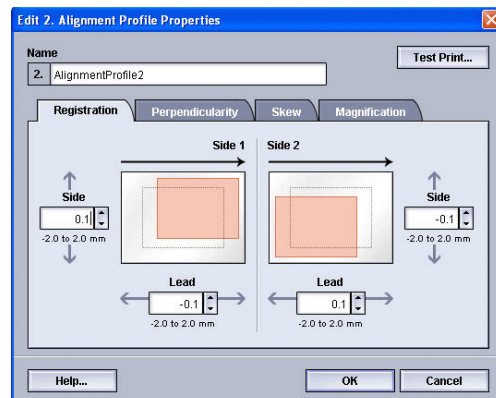 Edit 2. Alignment Profile Properties
Name
2. AlignmentProfile2
Test Print...
Registration Perpendicularity Skew Magnification
Side 1 Side 2
Side
0.1
-2.0 to 2.0 mm
Side
-0.1
-2.0 to 2.0 mm
Lead
-0.1
-2.0 to 2.0 mm
Lead
0.1
-2.0 to 2.0 mm
Help... OK Cancel